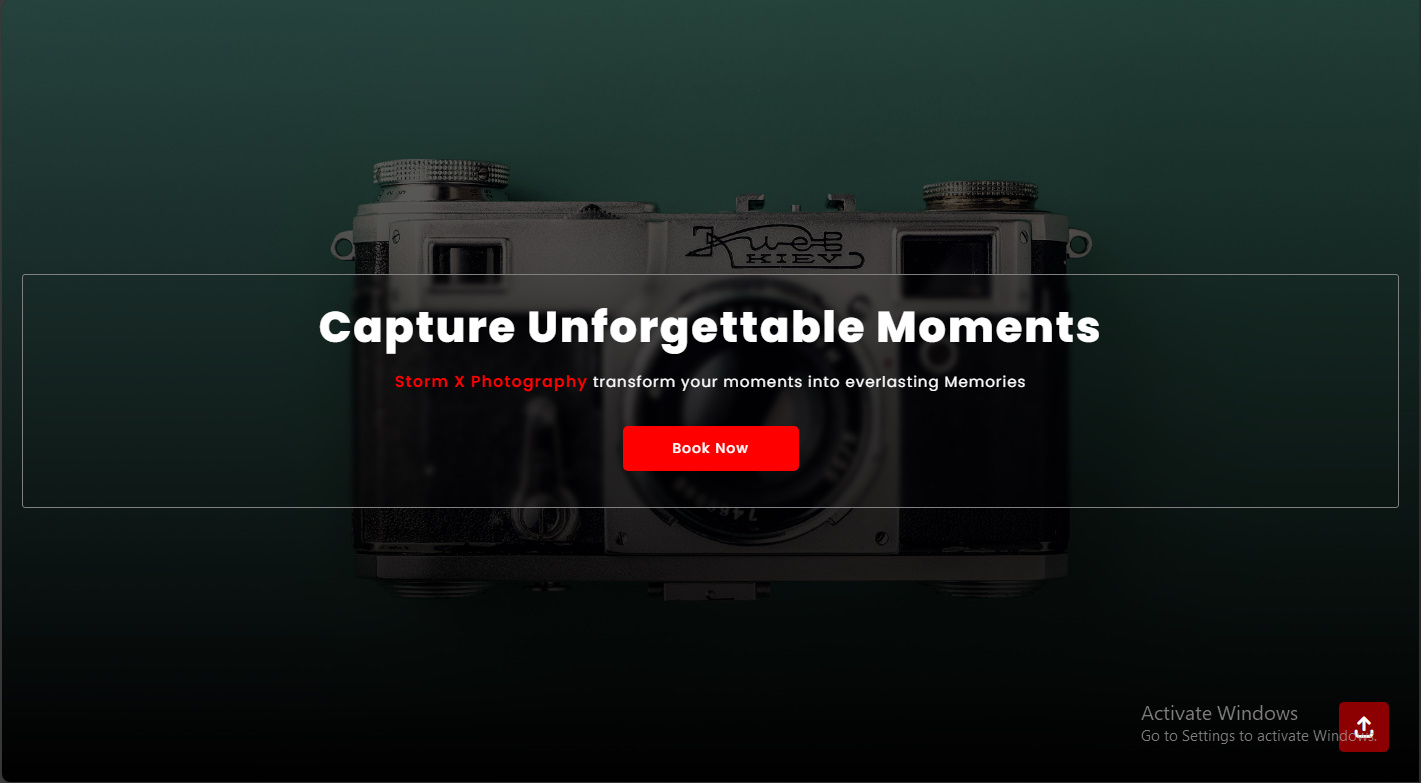 Киев
KIEV
Capture Unforgettable Moments
Storm X Photography transform your moments into everlasting Memories
Book Now
Activate Windows
Go to Settings to activate Windows.